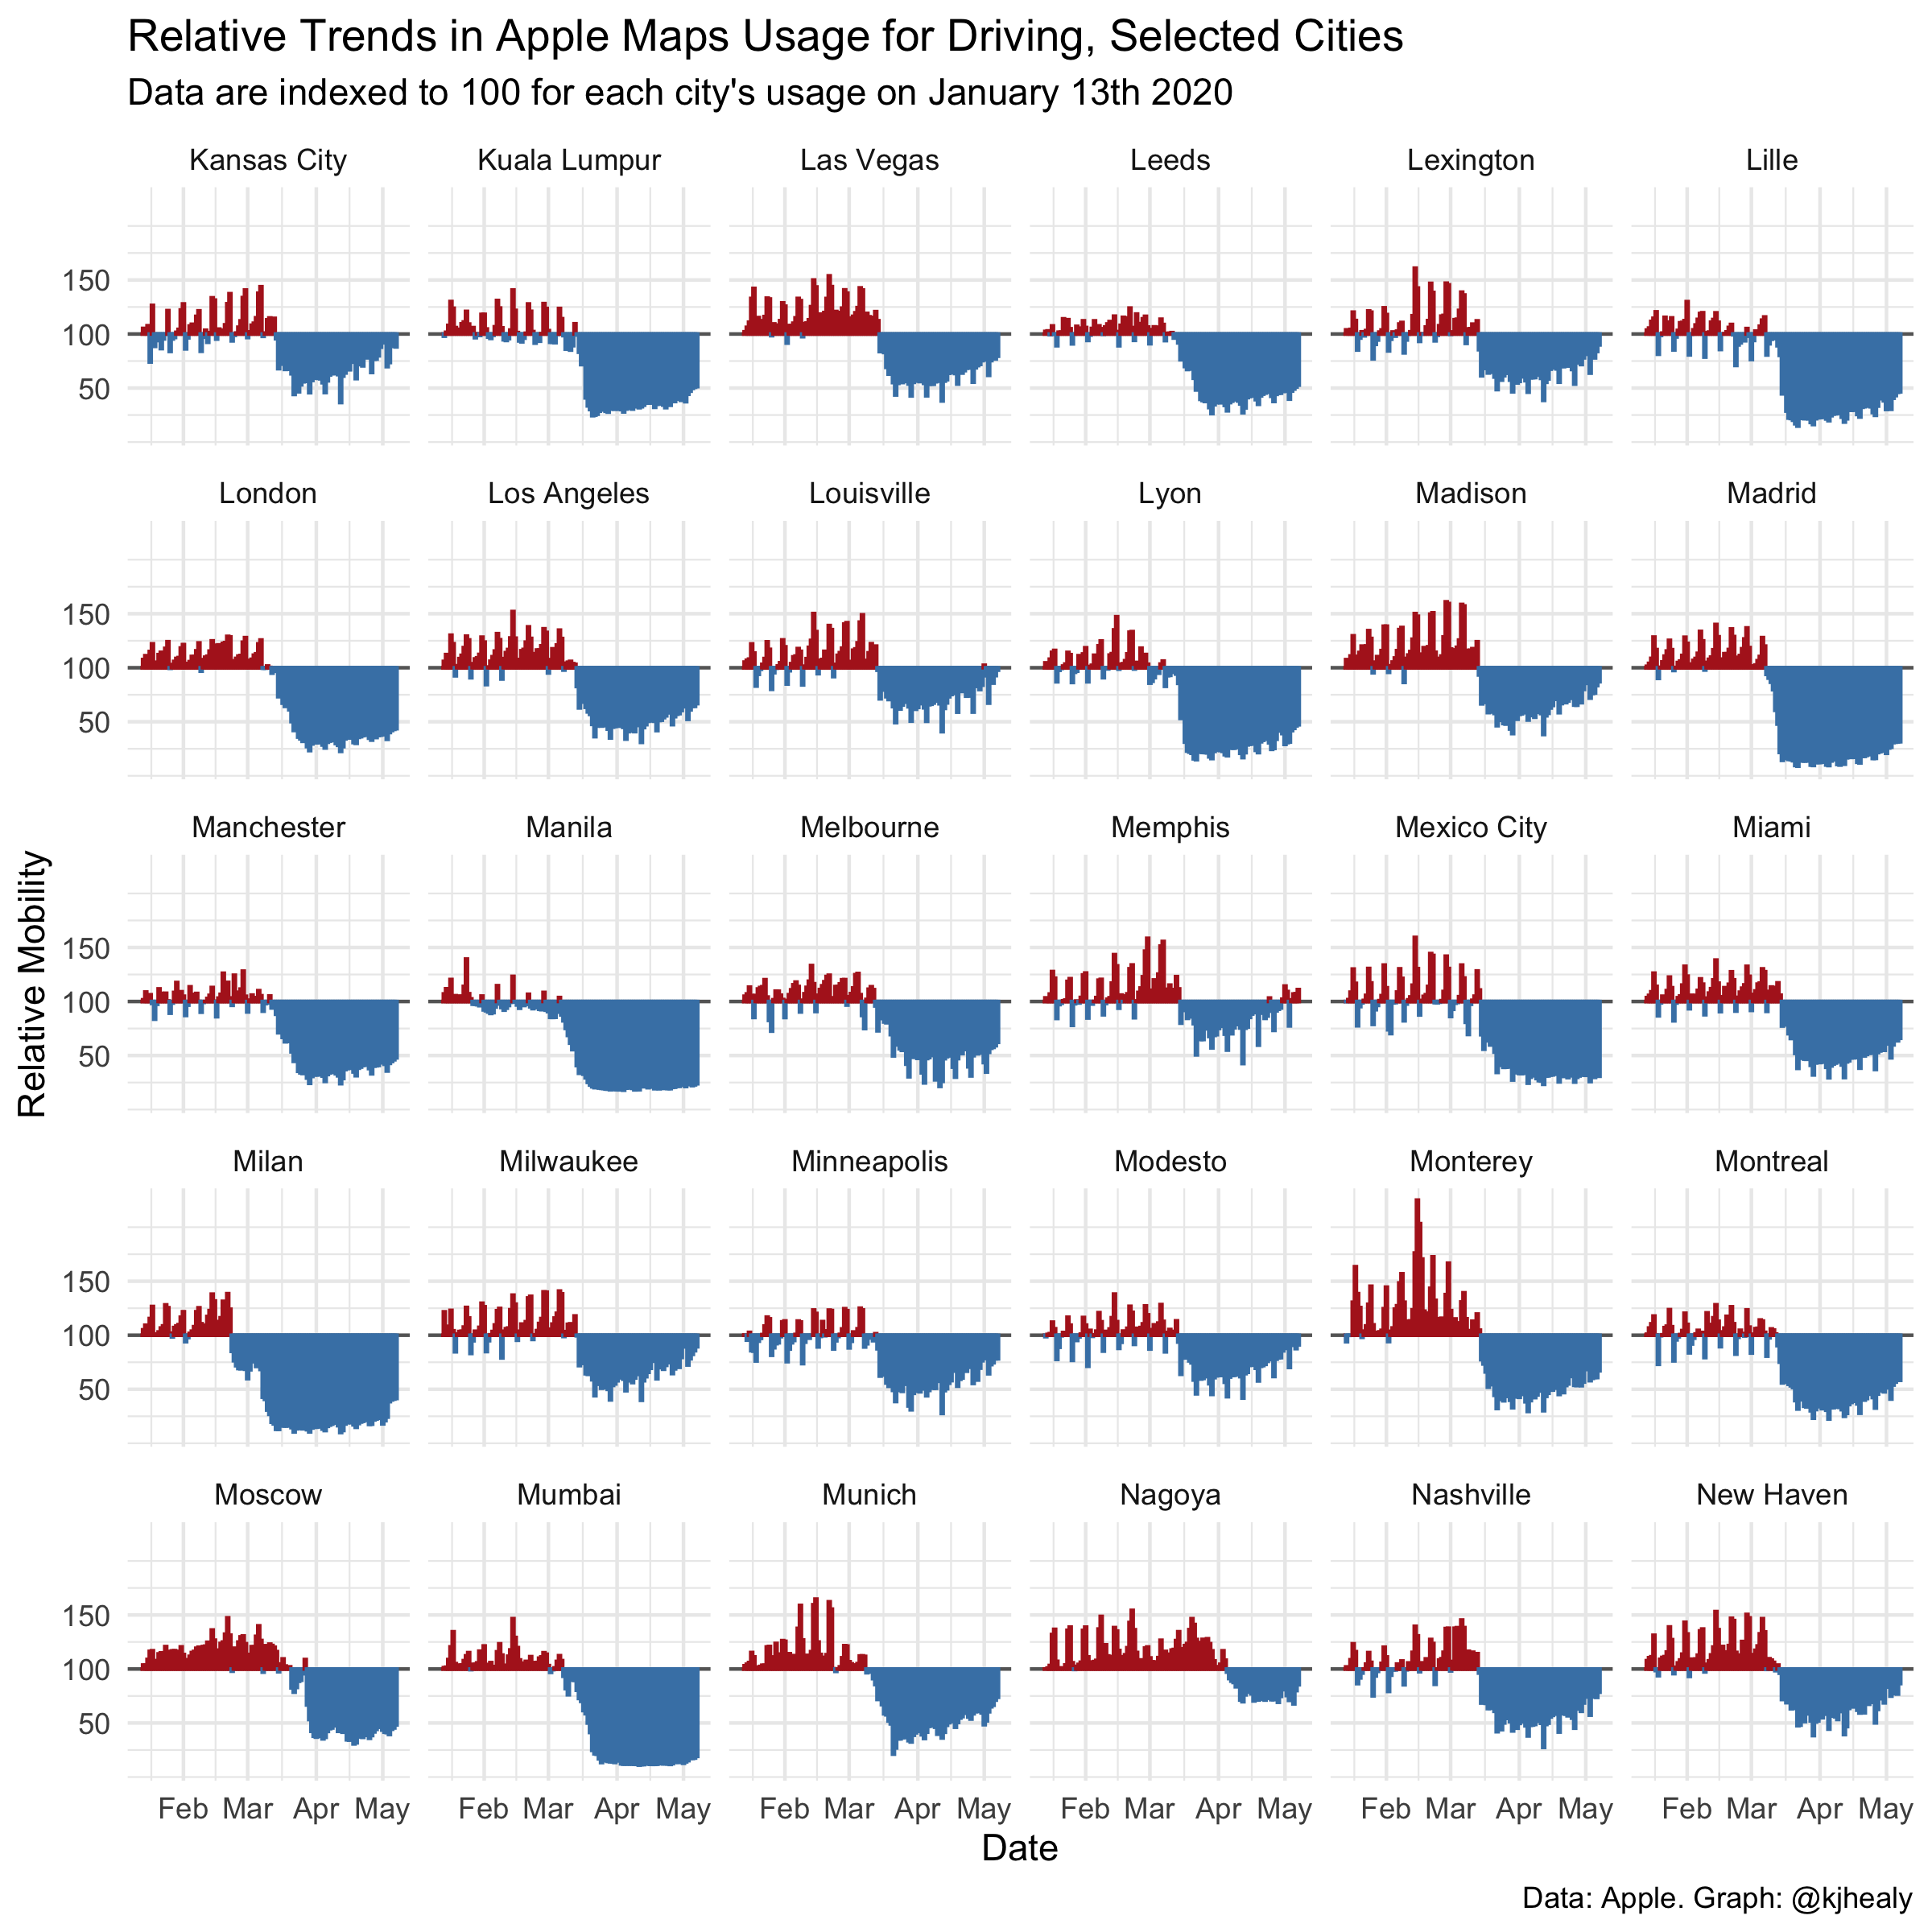 Relative Trends in Apple Maps Usage for Driving, Selected Cities
Data are indexed to 100 for each city's usage on January 13th 2020
Kansas City Kuala Lumpur Las Vegas Leeds Lexington Lille
150
100
50
London Los Angeles Louisville Lyon Madison Madrid
150
100
50
Manchester Manila Melbourne Memphis Mexico City Miami
150
100
50
Relative Mobility
Milan Milwaukee Minneapolis Modesto Monterey Montreal
150
100
50
Moscow Mumbai Munich Nagoya Nashville New Haven
150
100
50
Feb Mar Apr May Feb Mar Apr May Feb Mar Apr May Feb Mar Apr May Feb Mar Apr May Feb Mar Apr May
Date
Data: Apple. Graph: @kjhealy